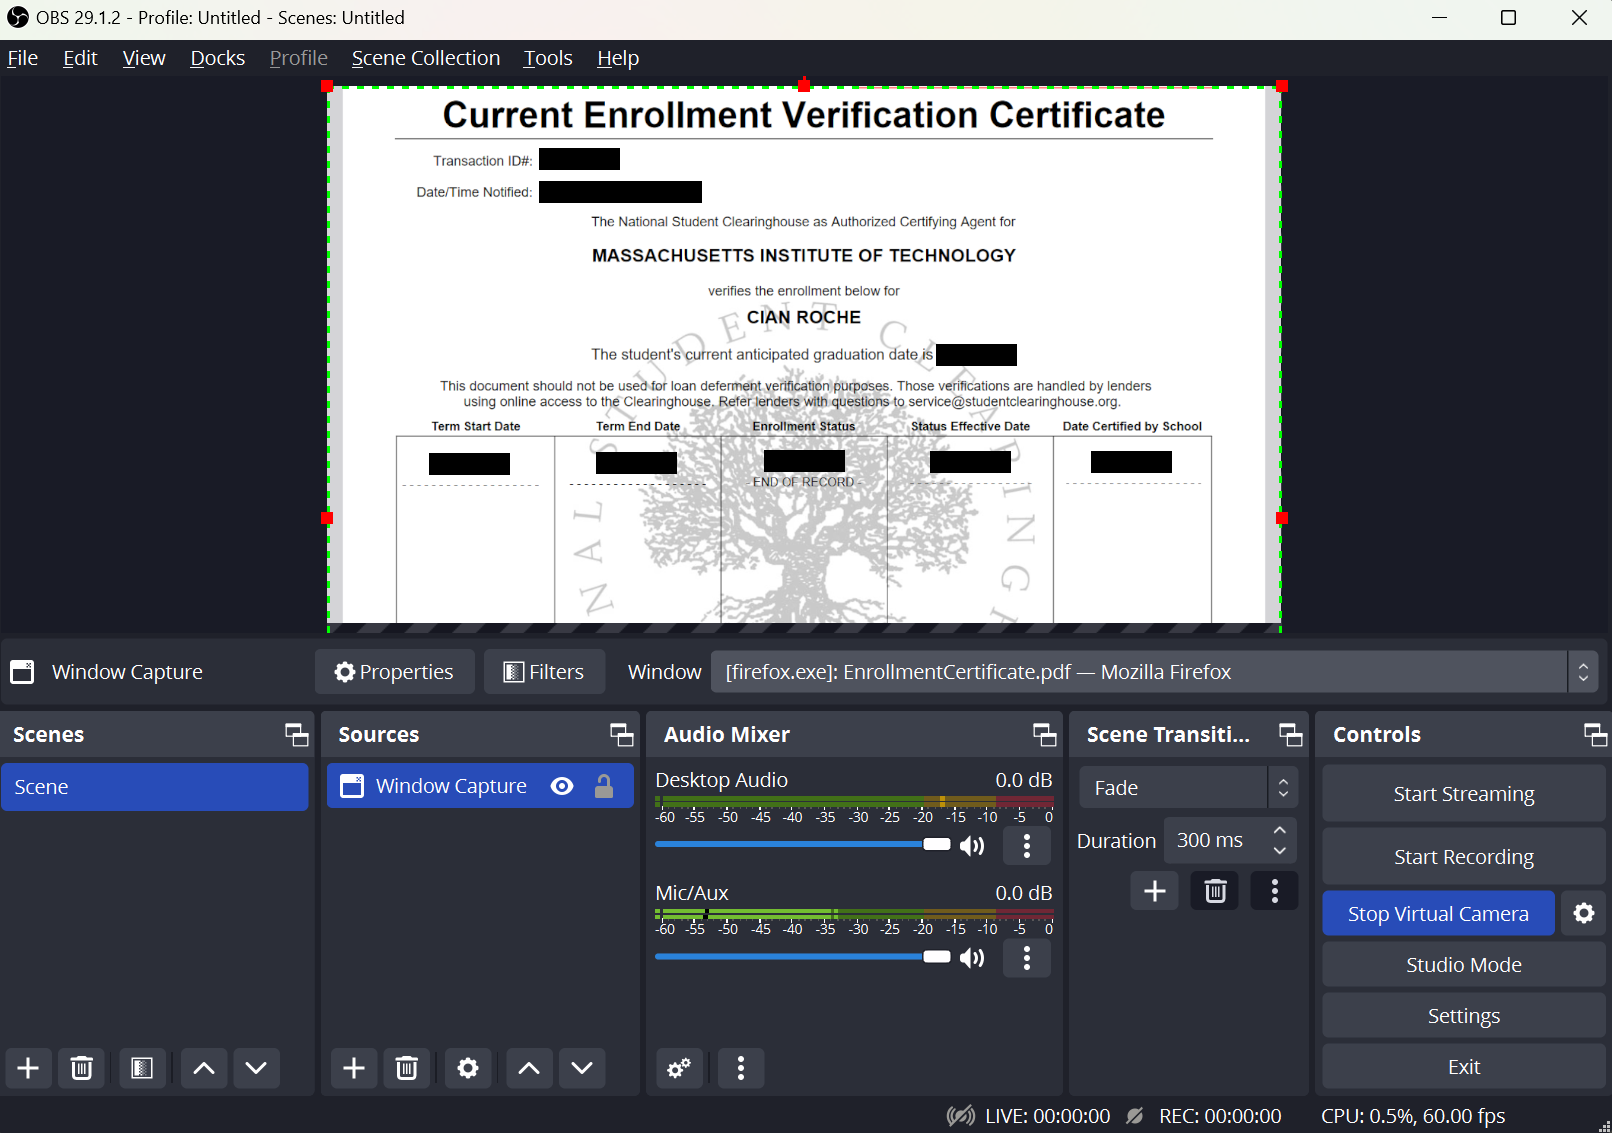 OBS 29.1.2 - Profile: Untitled - Scenes: Untitled
File Edit View Docks Profile Scene Collection Tools Help
Current Enrollment Verification Certificate
Transaction ID#:
Date/Time Notified:
The National Student Clearinghouse as Authorized Certifying Agent for
MASSACHUSETTS INSTITUTE OF TECHNOLOGY
verifies the enrollment below for
CIAN ROCHE
The student's current anticipated graduation date is
This document should not be used for loan deferment verification purposes. Those verifications are handled by lenders
using online access to the Clearinghouse. Refer lenders with questions to service@studentclearinghouse.org.
Term Start Date Term End Date Enrollment Status Status Effective Date Date Certified by School
- END OF RECORD -
NAL STUDENT CLEARINGH
Window Capture Properties Filters Window [firefox.exe]: EnrollmentCertificate.pdf — Mozilla Firefox
Scenes
Scene
Sources
Window Capture
Audio Mixer
Desktop Audio 0.0 dB
-60 -55 -50 -45 -40 -35 -30 -25 -20 -15 -10 -5 0
Mic/Aux 0.0 dB
-60 -55 -50 -45 -40 -35 -30 -25 -20 -15 -10 -5 0
Scene Transiti...
Fade
Duration 300 ms
Controls
Start Streaming
Start Recording
Stop Virtual Camera
Studio Mode
Settings
Exit
LIVE: 00:00:00 REC: 00:00:00 CPU: 0.5%, 60.00 fps